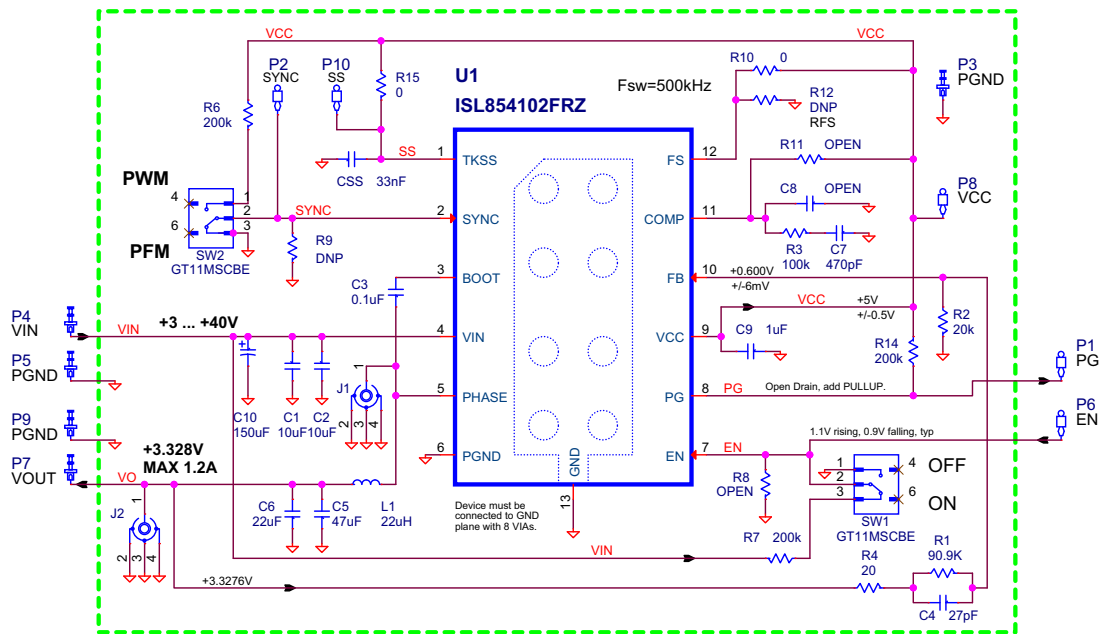 VCC
VCC
P2
SYNC
P10
SS
R15
0
U1
ISL854102FRZ
Fsw=500kHz
R10 0
R12
DNP
RFS
P3
PGND
R6
200k
SS
CSS 33nF
1 TKSS
FS 12
R11 OPEN
PWM
4
6
1
2
3
PFM
SW2
GT11MSCBE
SYNC
R9
DNP
2 SYNC
COMP 11
C8 OPEN
R3
100k
C7
470pF
P8
VCC
3 BOOT
C3
0.1uF
FB 10
+0.600V
+/-6mV
R2
20k
P4
VIN
VIN
+3 ... +40V
4 VIN
VCC 9
VCC
+5V
+/-0.5V
C9 1uF
R14
200k
P5
PGND
+
C10
150uF
C1
10uF
C2
10uF
J1
1
2
3
4
5 PHASE
PG 8
PG
Open Drain, add PULLUP.
P1
PG
P6
EN
P9
PGND
P7
VOUT
VO
+3.328V
MAX 1.2A
6 PGND
GND
13
EN 7
EN
1.1V rising, 0.9V falling, typ
R8
OPEN
1
2
3
4
6
OFF
ON
SW1
GT11MSCBE
J2
1
2
3
4
C6
22uF
C5
47uF
L1
22uH
Device must be
connected to GND
plane with 8 VIAs.
VIN
R7 200k
+3.3276V
R4
20
R1
90.9K
C4 27pF